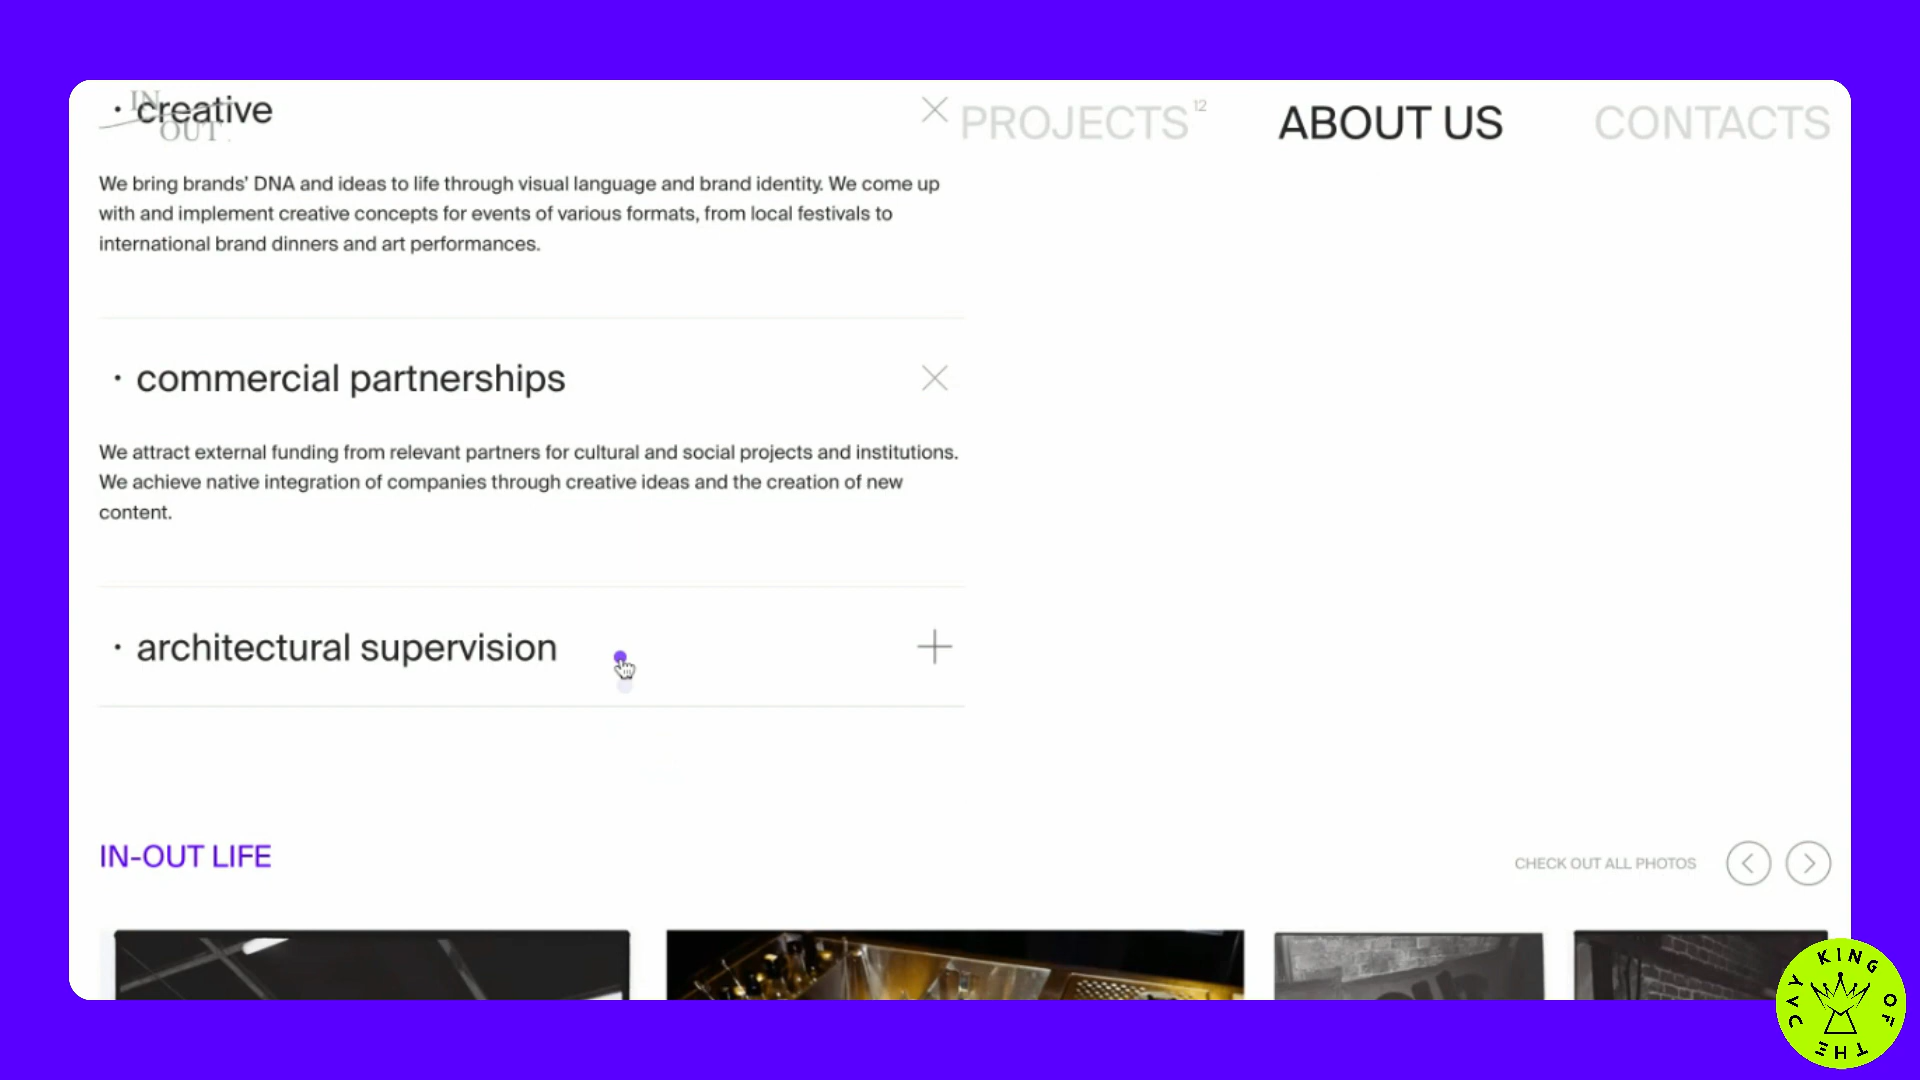 IN
OUT
· creative
PROJECTS 12
ABOUT US
CONTACTS
We bring brands' DNA and ideas to life through visual language and brand identity. We come up
with and implement creative concepts for events of various formats, from local festivals to
international brand dinners and art performances.
· commercial partnerships
We attract external funding from relevant partners for cultural and social projects and institutions.
We achieve native integration of companies through creative ideas and the creation of new
content.
· architectural supervision
IN-OUT LIFE
CHECK OUT ALL PHOTOS
KING OF THE